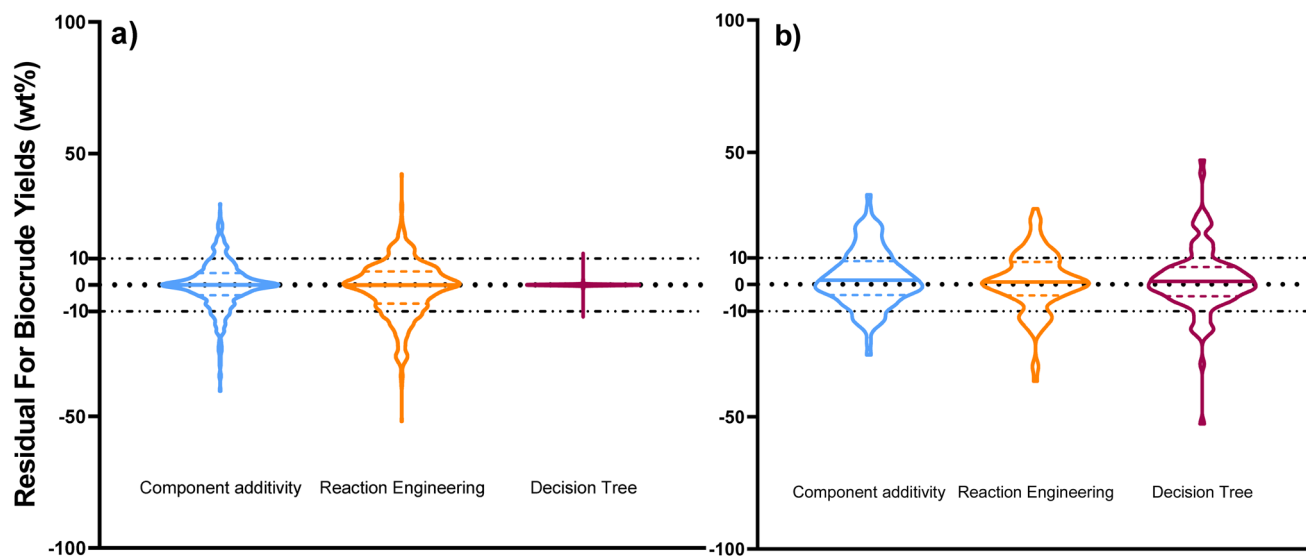 Residual For Biocrude Yields (wt%)
a)
100
50
10
0
-10
-50
-100
Component additivity
Reaction Engineering
Decision Tree
b)
100
50
10
0
-10
-50
-100
Component additivity
Reaction Engineering
Decision Tree